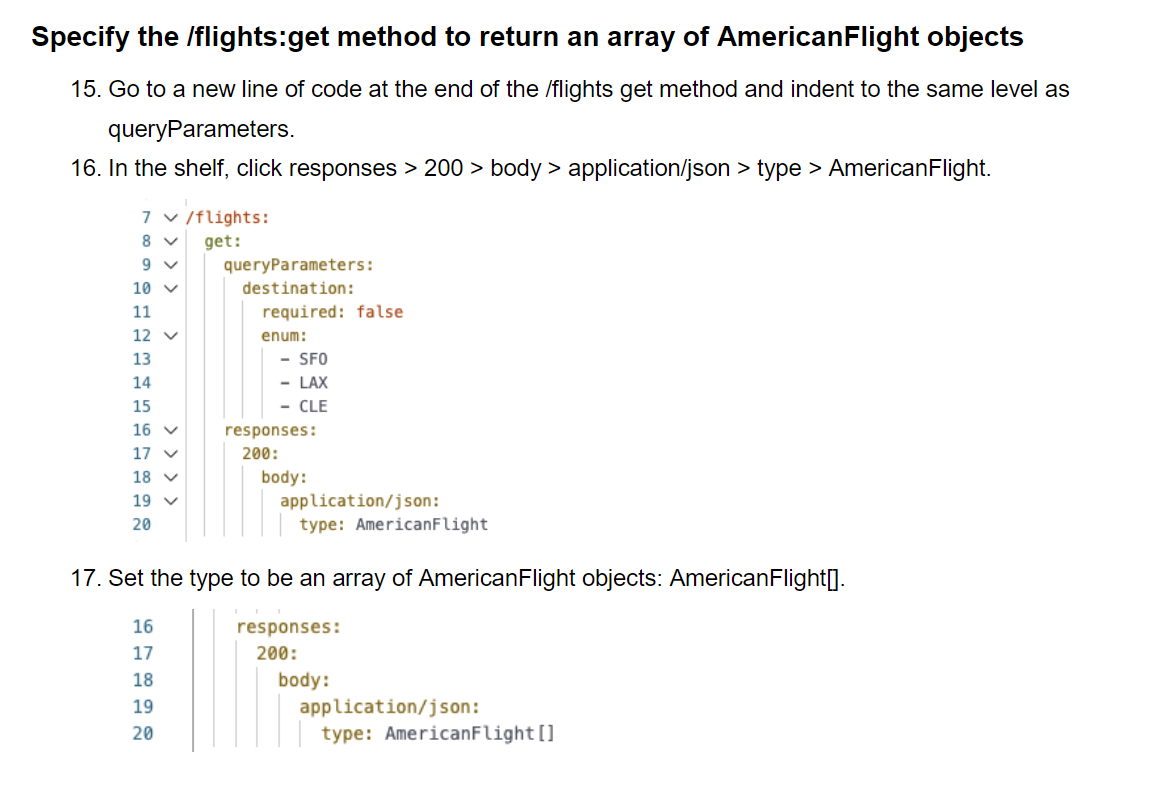 Specify the /flights:get method to return an array of AmericanFlight objects
15. Go to a new line of code at the end of the /flights get method and indent to the same level as
queryParameters.
16. In the shelf, click responses > 200 > body > application/json > type > AmericanFlight.
7 /flights:
8 get:
9 queryParameters:
10 destination:
11 required: false
12 enum:
13 - SFO
14 - LAX
15 - CLE
16 responses:
17 200:
18 body:
19 application/json:
20 type: AmericanFlight
17. Set the type to be an array of AmericanFlight objects: AmericanFlight[].
16 responses:
17 200:
18 body:
19 application/json:
20 type: AmericanFlight[]